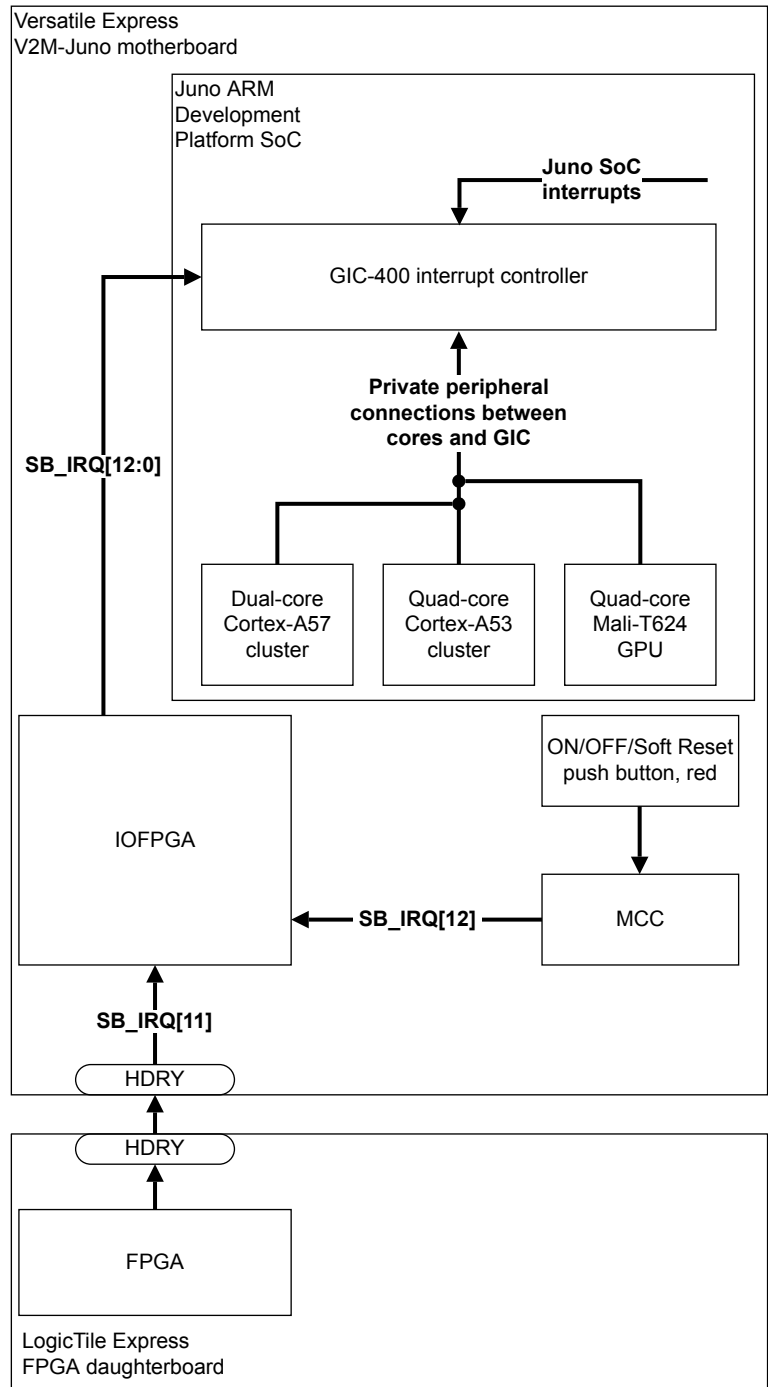 Versatile Express
V2M-Juno motherboard
Juno ARM
Development
Platform SoC
Juno SoC
interrupts
GIC-400 interrupt controller
Private peripheral
connections between
cores and GIC
SB_IRQ[12:0]
Dual-core
Cortex-A57
cluster
Quad-core
Cortex-A53
cluster
Quad-core
Mali-T624
GPU
ON/OFF/Soft Reset
push button, red
IOFPGA
SB_IRQ[12]
MCC
SB_IRQ[11]
HDRY
HDRY
FPGA
LogicTile Express
FPGA daughterboard